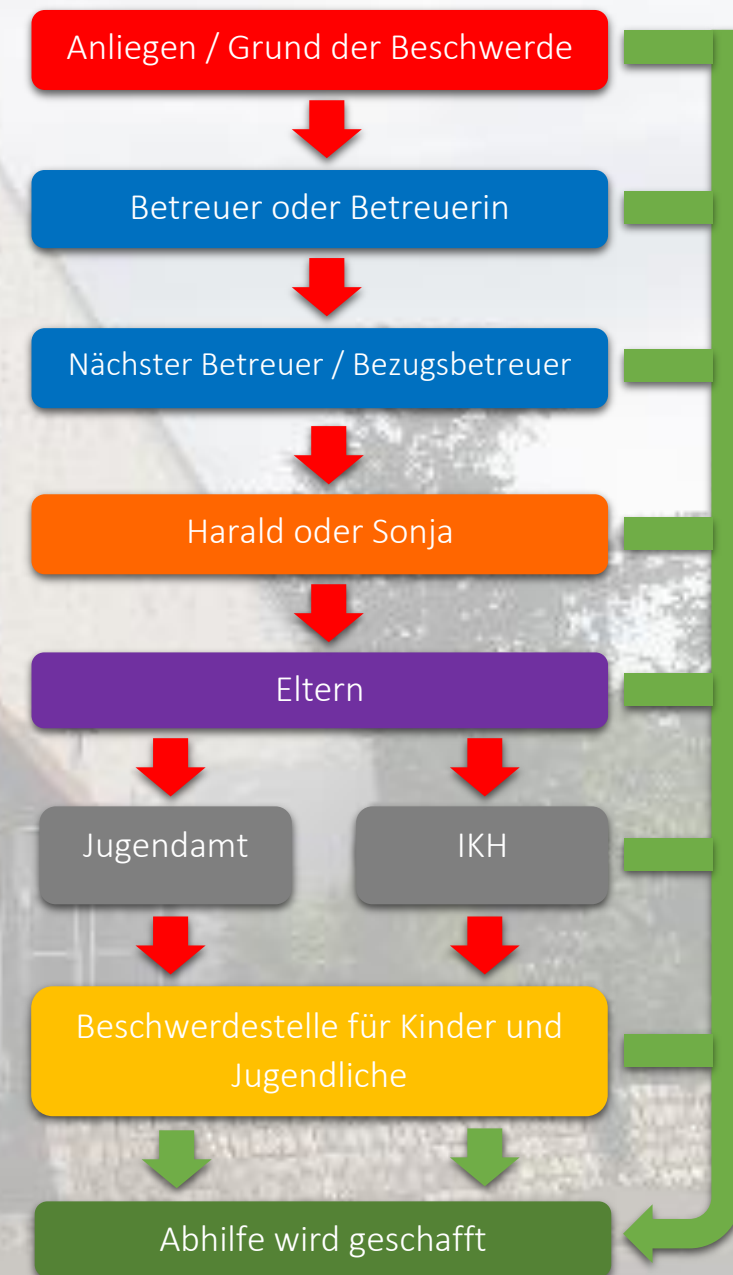 Anliegen / Grund der Beschwerde
Betreuer oder Betreuerin
Nächster Betreuer / Bezugsbetreuer
Harald oder Sonja
Eltern
Jugendamt
IKH
Beschwerdestelle für Kinder und
Jugendliche
Abhilfe wird geschafft